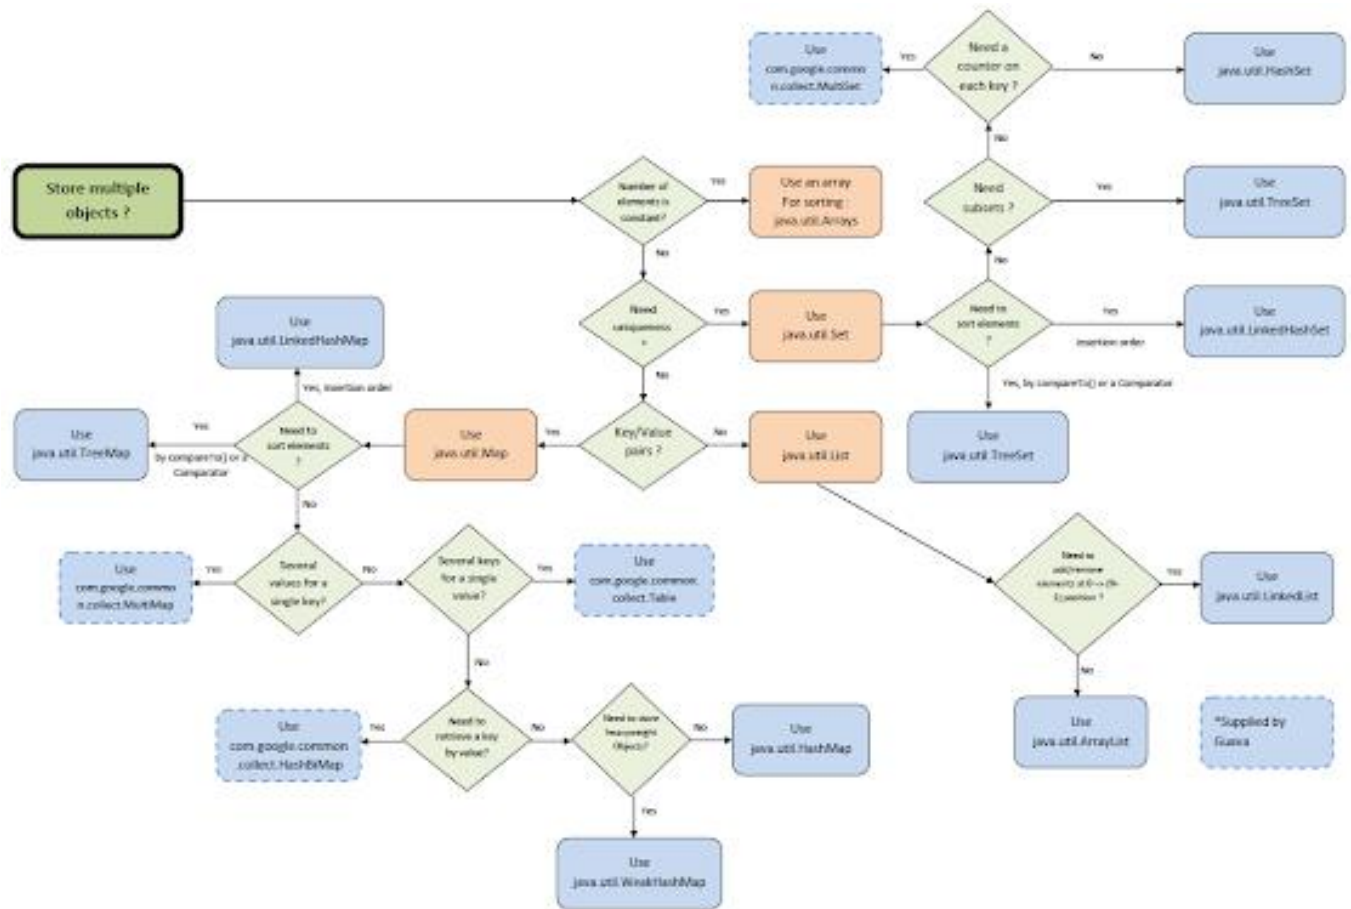 Use
com.google.commo
n.collect.MultiSet
Yes
Need a
counter on
each key ?
No
Use
java.util.HashSet
No
Store multiple
objects ?
Number of
elements is
constant?
Yes
Use an array
For sorting :
java.util.Arrays
Need
subsets ?
Yes
Use
java.util.TreeSet
No
No
Use
java.util.LinkedHashMap
Need
uniqueness
Yes
Use
java.util.Set
Need to
sort elements
?
Yes
Insertion order
Use
java.util.LinkedHashSet
Yes, Insertion order
No
Yes, by compareTo() or a Comparator
Use
java.util.TreeMap
Yes
by compareTo() or a
Comparator
Need to
sort elements
?
Use
java.util.Map
Yes
Key/Value
pairs ?
No
Use
java.util.List
Use
java.util.TreeSet
No
Use
com.google.commo
n.collect.MultiMap
Yes
Several
values for a
single key?
No
Several keys
for a single
value?
Yes
Use
com.google.common.
collect.Table
Need to
add/remove
elements at
position ?
Yes
Use
java.util.LinkedList
No
No
Use
com.google.common
.collect.HashBiMap
Yes
Need to
retrieve a key
by value?
No
Need to store
heavyweight
Objects?
No
Use
java.util.HashMap
Use
java.util.ArrayList
*Supplied by
Guava
Yes
Use
java.util.WeakHashMap